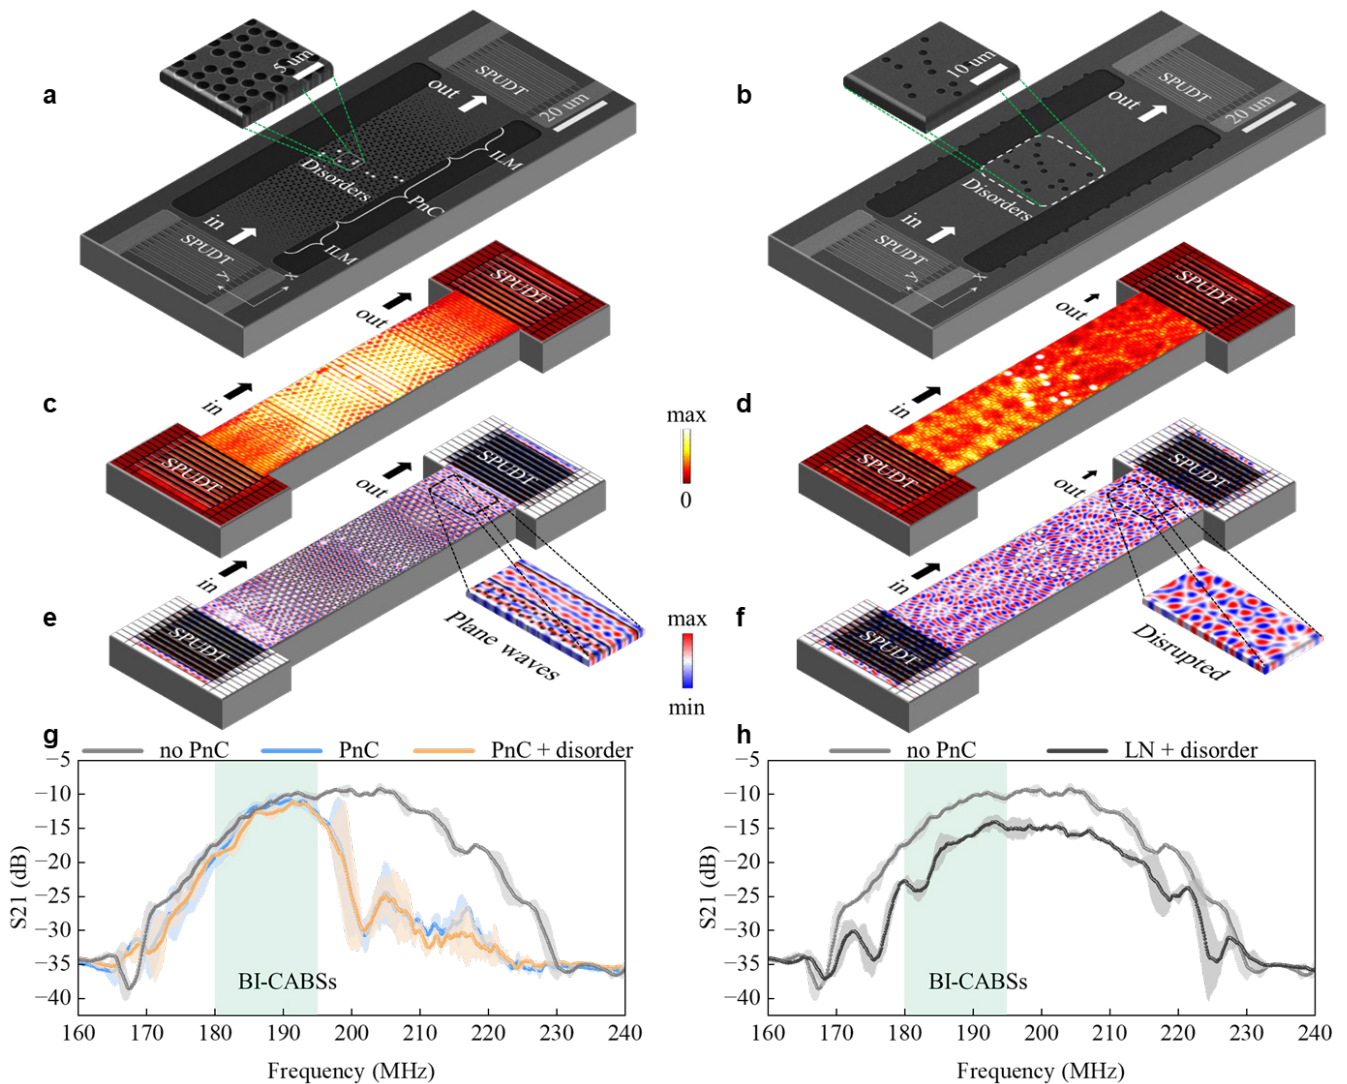 a
5 um
SPUDT
out
20 um
ILM
Disorders
PnC
in
ILM
SPUDT
Y
X
b
10 um
SPUDT
out
20 um
Disorders
in
SPUDT
Y
X
c
SPUDT
out
in
SPUDT
max
0
d
SPUDT
out
in
SPUDT
e
SPUDT
out
in
SPUDT
Plane waves
max
min
f
SPUDT
out
in
SPUDT
Disrupted
g
no PnC PnC PnC + disorder
−5
−10
−15
−20
−25
−30
−35
−40
S21 (dB)
BI-CABSs
160 170 180 190 200 210 220 230 240
Frequency (MHz)
h
no PnC LN + disorder
−5
−10
−15
−20
−25
−30
−35
−40
S21 (dB)
BI-CABSs
160 170 180 190 200 210 220 230 240
Frequency (MHz)